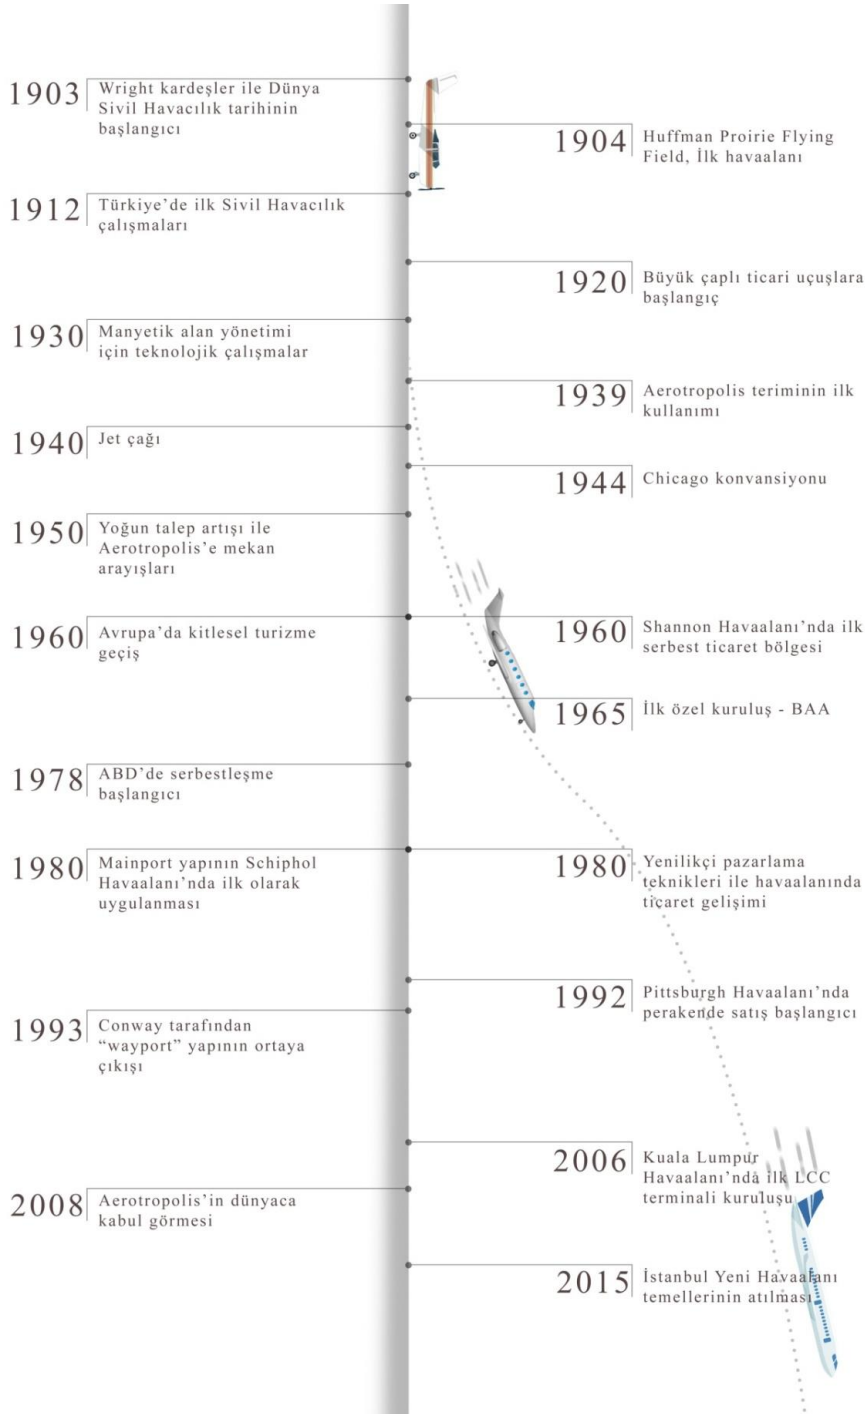 1903
Wright kardeşler ile Dünya
Sivil Havacılık tarihinin
başlangıcı
1904
Huffman Proirie Flying
Field, İlk havaalanı
1912
Türkiye’de ilk Sivil Havacılık
çalışmaları
1920
Büyük çaplı ticari uçuşlara
başlangıç
1930
Manyetik alan yönetimi
için teknolojik çalışmalar
1939
Aerotropolis teriminin ilk
kullanımı
1940
Jet çağı
1944
Chicago konvansiyonu
1950
Yoğun talep artışı ile
Aerotropolis’e mekan
arayışları
1960
Avrupa’da kitlesel turizme
geçiş
1960
Shannon Havaalanı’nda ilk
serbest ticaret bölgesi
1965
İlk özel kuruluş - BAA
1978
ABD’de serbestleşme
başlangıcı
1980
Mainport yapının Schiphol
Havaalanı’nda ilk olarak
uygulanması
1980
Yenilikçi pazarlama
teknikleri ile havaalanında
ticaret gelişimi
1992
Pittsburgh Havaalanı’nda
perakende satış başlangıcı
1993
Conway tarafından
“wayport” yapının ortaya
çıkışı
2006
Kuala Lumpur
Havaalanı’nda ilk LCC
terminali kuruluşu
2008
Aerotropolis’in dünyaca
kabul görmesi
2015
İstanbul Yeni Havaalanı
temellerinin atılması